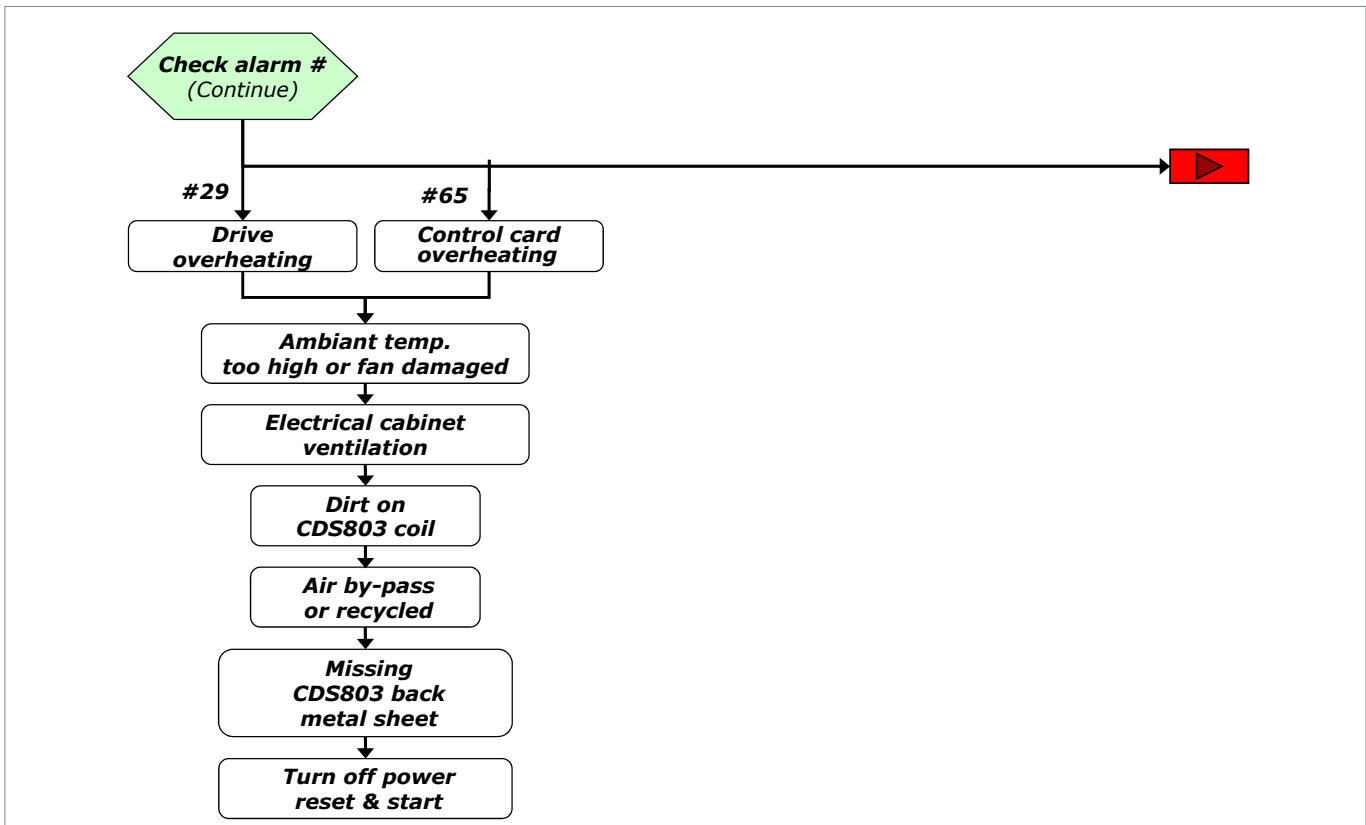 Check alarm #
(Continue)
#29
#65
Drive
overheating
Control card
overheating
Ambiant temp.
too high or fan damaged
Electrical cabinet
ventilation
Dirt on
CDS803 coil
Air by-pass
or recycled
Missing
CDS803 back
metal sheet
Turn off power
reset & start